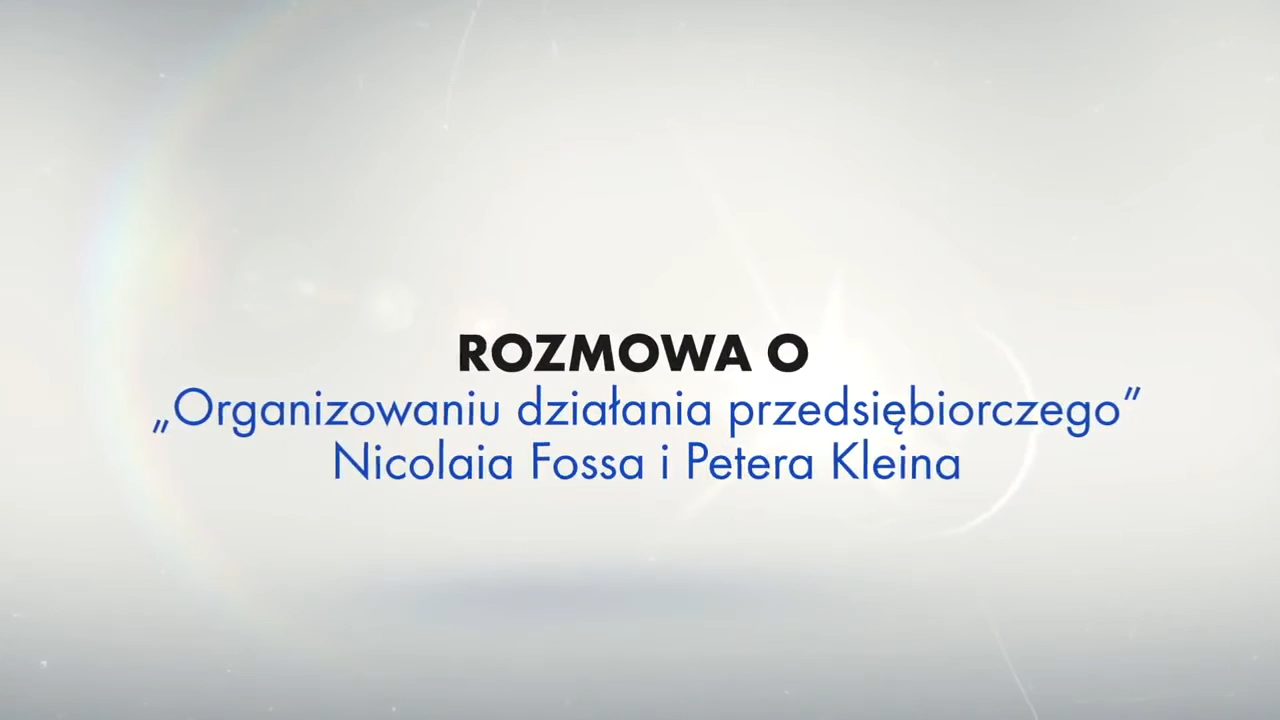 ROZMOWA O
„Organizowaniu działania przedsiębiorczego”
Nicolaia Fossa i Petera Kleina